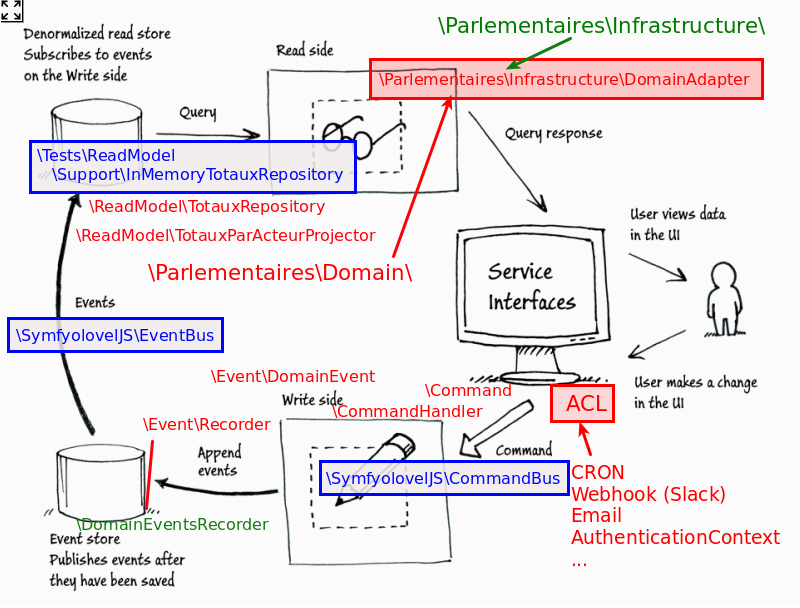 \Parlementaires\Infrastructure\
Denormalized read store
Subscribes to events
on the Write side
Read side
\Parlementaires\Infrastructure\DomainAdapter
Query
Query response
\Tests\ReadModel
\Support\InMemoryTotauxRepository
\ReadModel\TotauxRepository
\ReadModel\TotauxParActeurProjector
\Parlementaires\Domain\
User views data
in the UI
Service
Interfaces
Events
\SymfyoloveIJS\EventBus
User makes a change
in the UI
\Event\DomainEvent
\Command
\CommandHandler
Write side
ACL
\Event\Recorder
Append
events
Command
\SymfyoloveIJS\CommandBus
CRON
Webhook (Slack)
Email
AuthenticationContext
...
\DomainEventsRecorder
Event store
Publishes events after
they have been saved